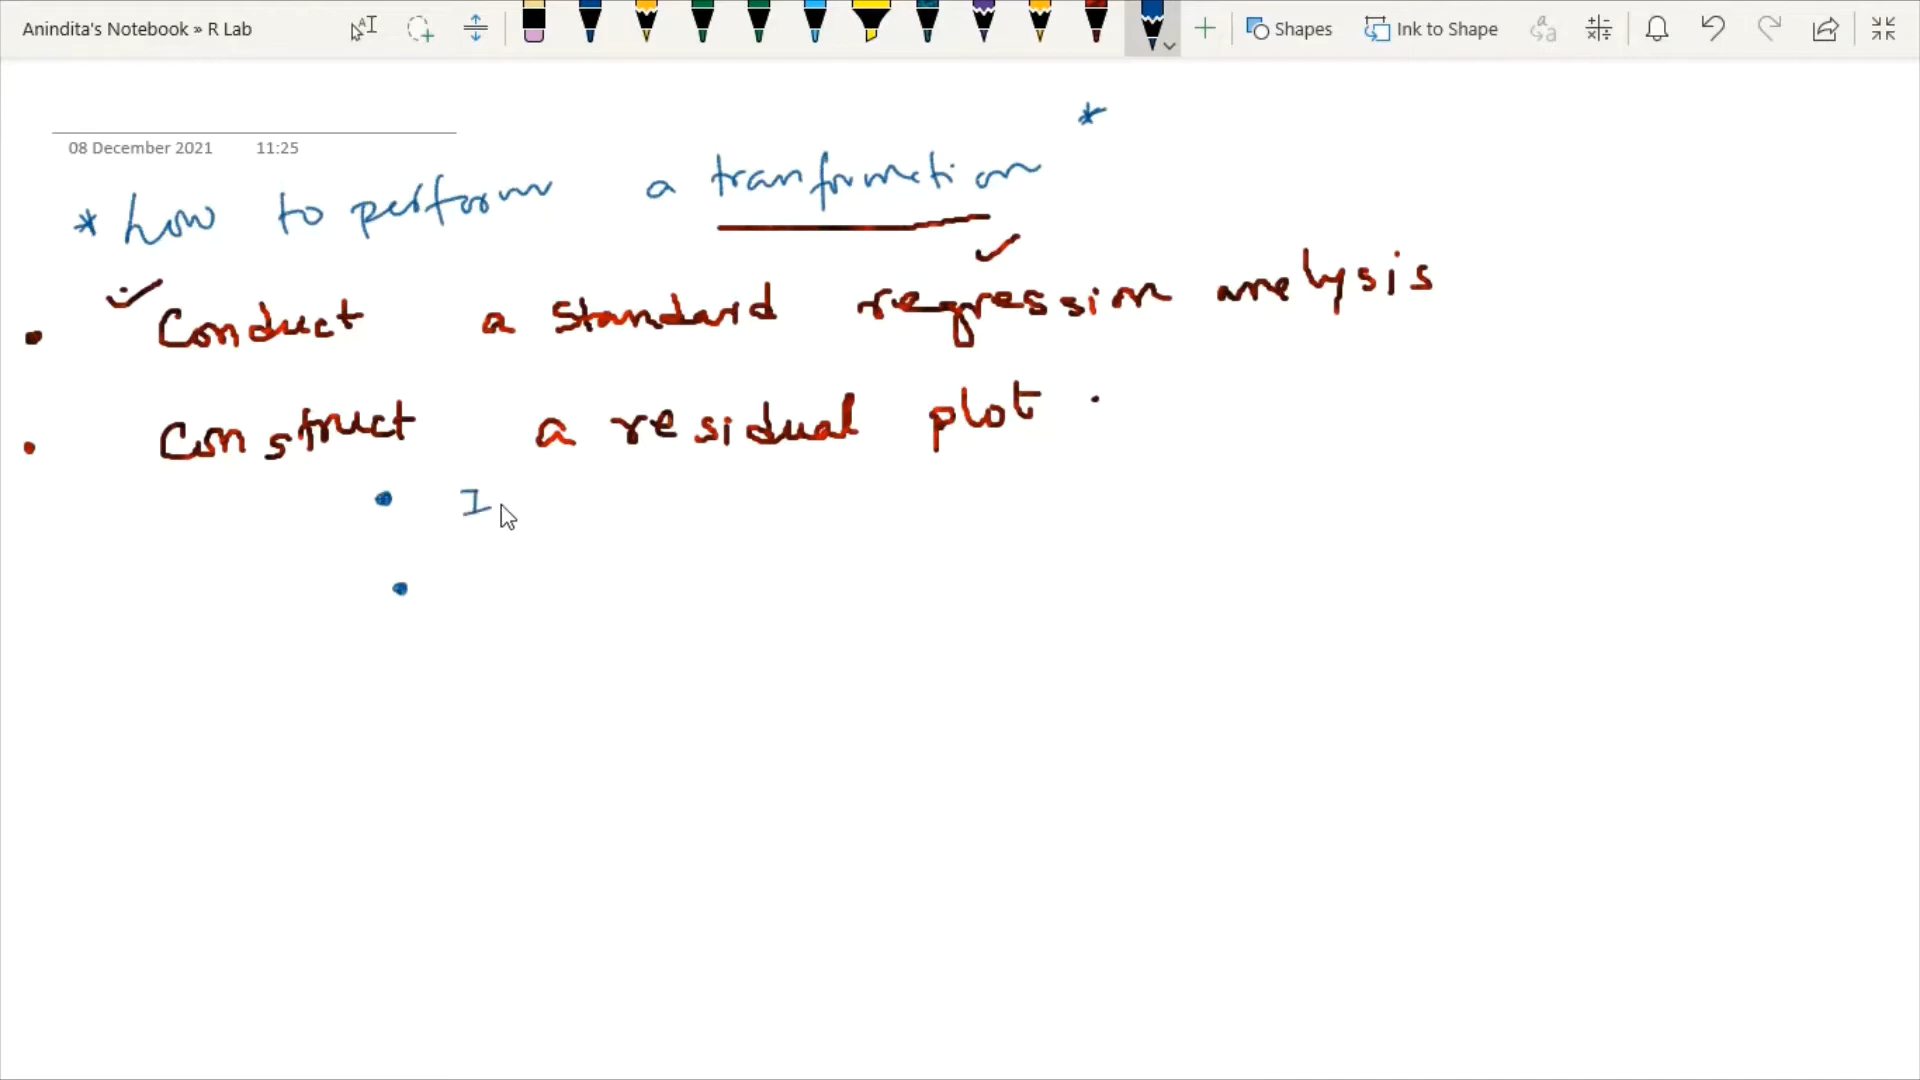 Anindita's Notebook » R Lab
Shapes
Ink to Shape
08 December 2021 11:25
*
* how to perform a tranformation
• Conduct a standard regression analysis
• Construct a residual plot .
• I
•